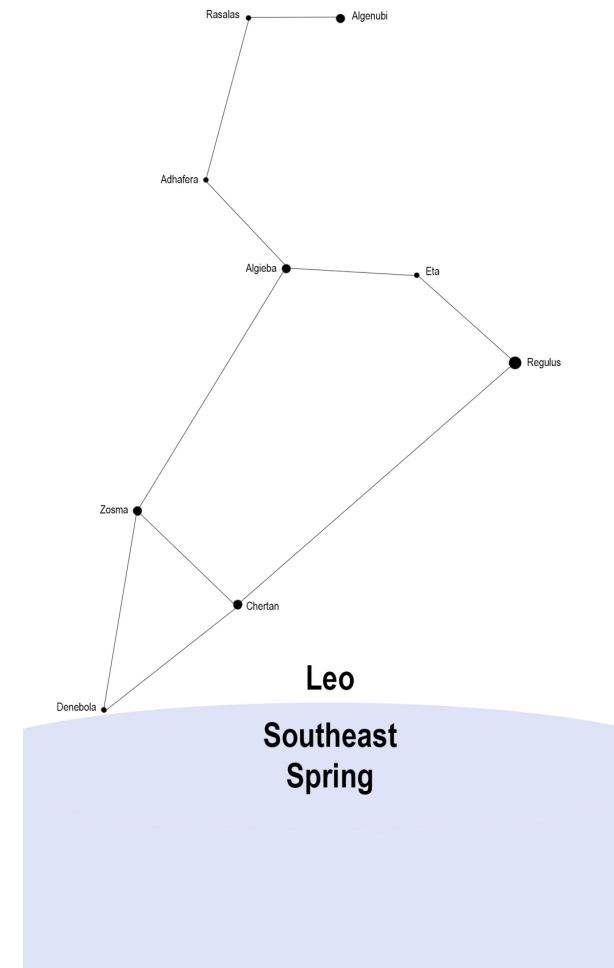 Rasalas
Algenubi
Adhafera
Algieba
Eta
Regulus
Zosma
Chertan
Leo
Denebola
Southeast
Spring